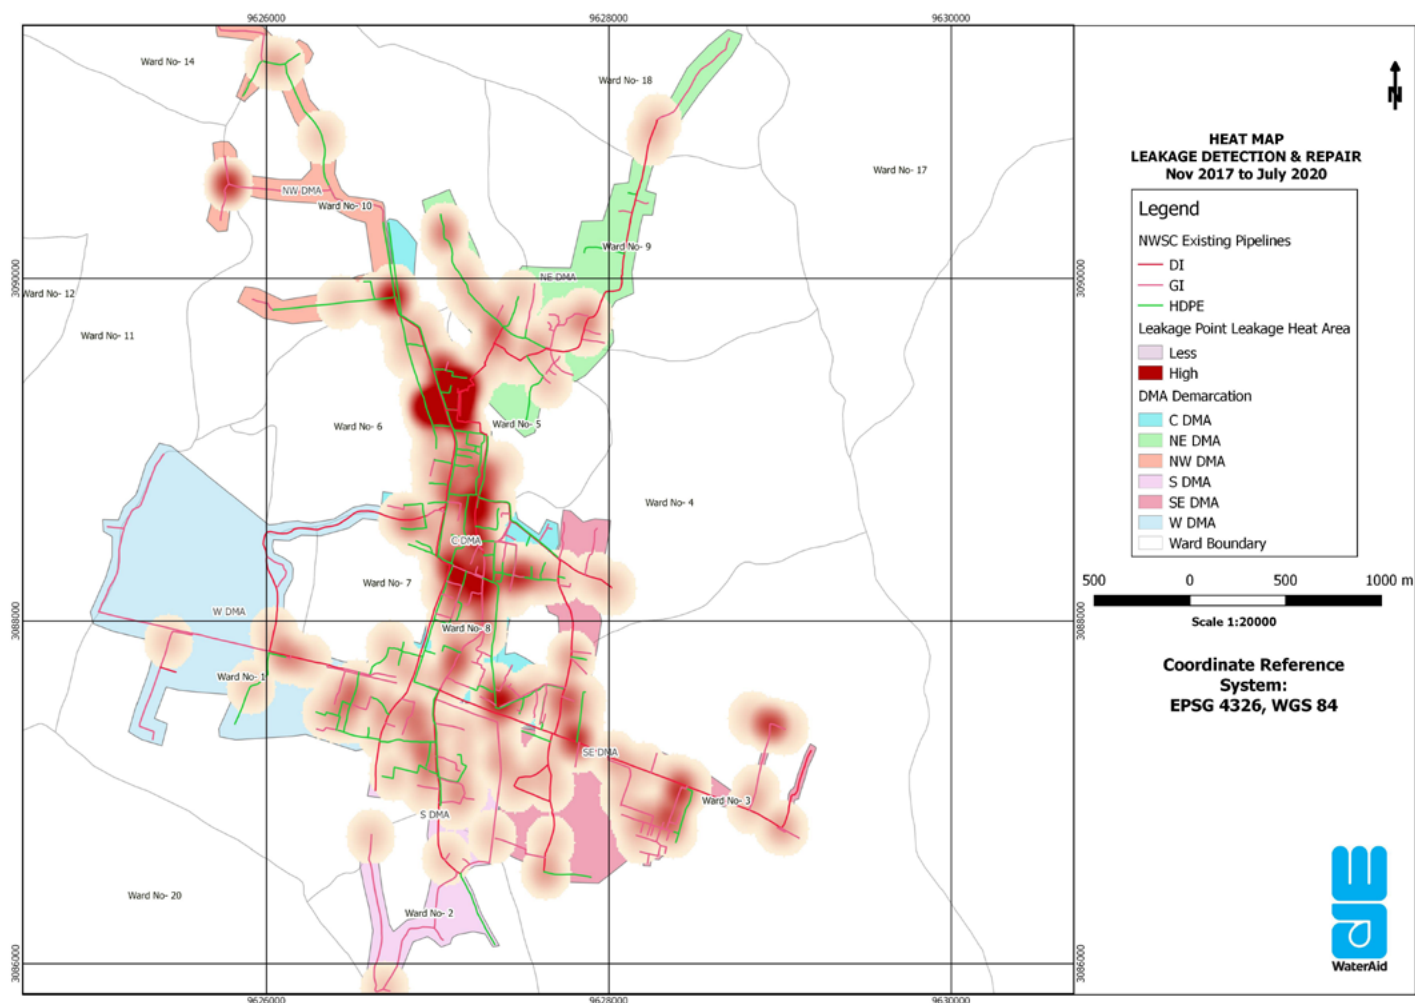 9626000
9628000
9630000
Ward No- 14
Ward No- 18
Ward No- 17
NW DMA
Ward No- 10
Ward No- 9
NE DMA
3090000
3090000
Ward No- 12
Ward No- 11
Ward No- 6
Ward No- 5
Ward No- 4
C DMA
Ward No- 7
W DMA
Ward No- 8
3088000
3088000
Ward No- 1
SE DMA
Ward No- 3
S DMA
Ward No- 20
Ward No- 2
3086000
3086000
9626000
9628000
9630000
N
HEAT MAP
LEAKAGE DETECTION & REPAIR
Nov 2017 to July 2020
Legend
NWSC Existing Pipelines
DI
GI
HDPE
Leakage Point Leakage Heat Area
Less
High
DMA Demarcation
C DMA
NE DMA
NW DMA
S DMA
SE DMA
W DMA
Ward Boundary
500 0 500 1000 m
Scale 1:20000
Coordinate Reference
System:
EPSG 4326, WGS 84
WaterAid